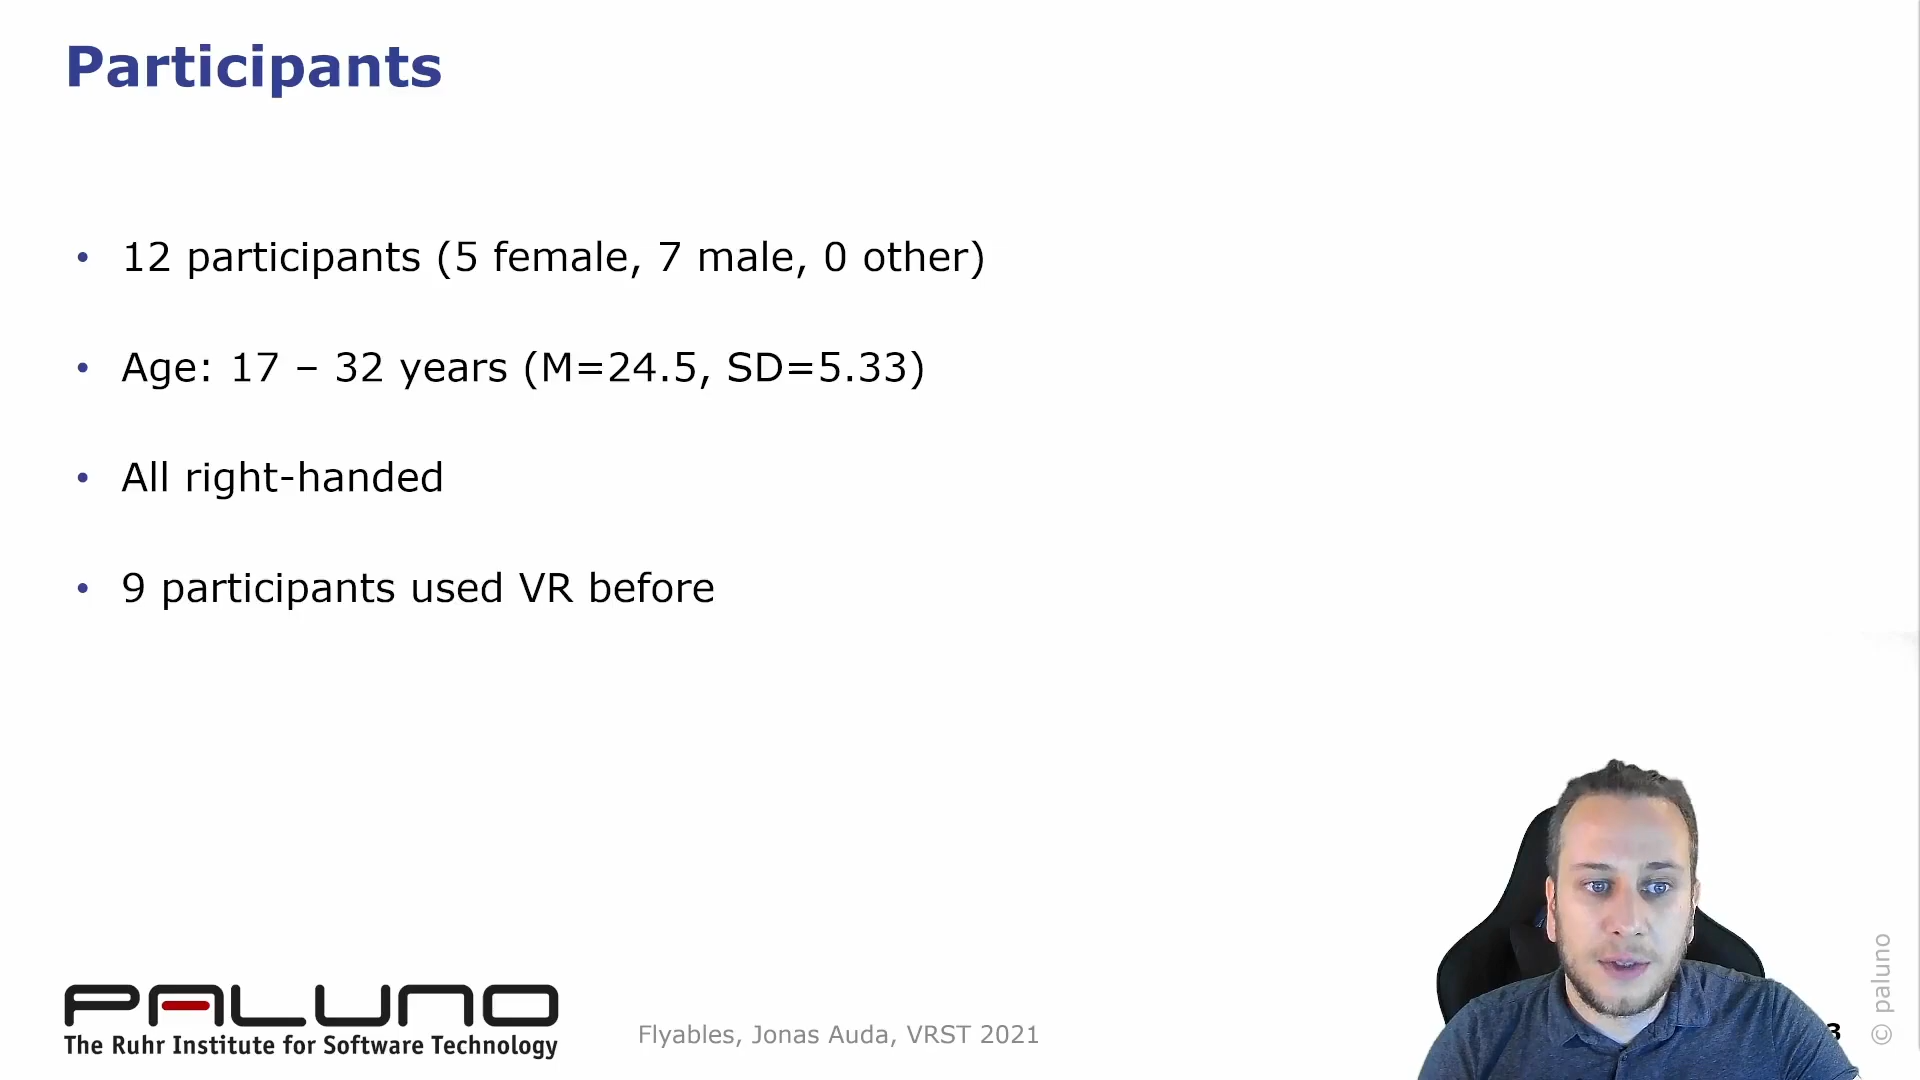 Participants
• 12 participants (5 female, 7 male, 0 other)
• Age: 17 – 32 years (M=24.5, SD=5.33)
• All right-handed
• 9 participants used VR before
PALUNO
The Ruhr Institute for Software Technology
Flyables, Jonas Auda, VRST 2021
© paluno